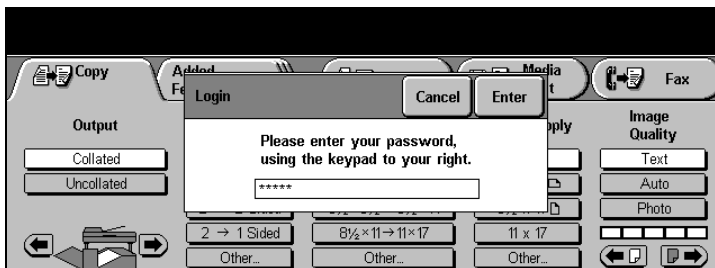 Copy
Added
Media
Fax
Login
Cancel
Enter
Output
Image
Quality
Please enter your password,
using the keypad to your right.
*****
Collated
Text
Uncollated
Auto
Photo
2 → 1 Sided
8½×11→11×17
11 x 17
Other...
Other...
Other...